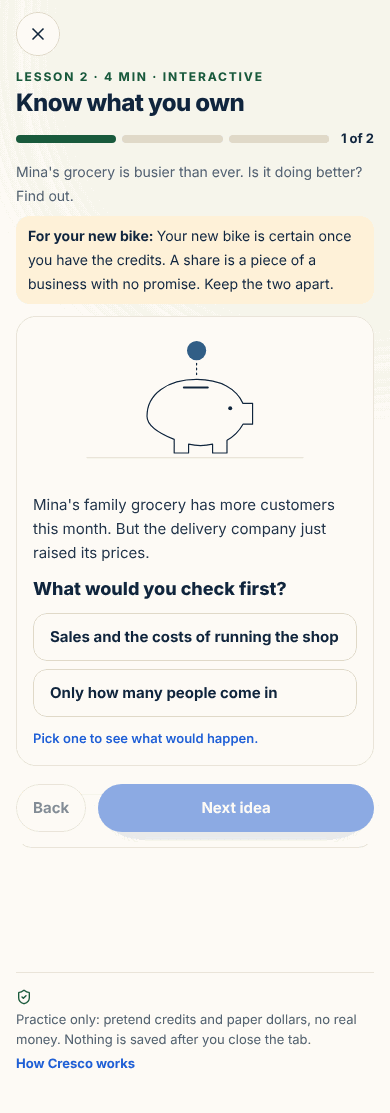 LESSON 2 · 4 MIN · INTERACTIVE
Know what you own
1 of 2
Mina's grocery is busier than ever. Is it doing better?
Find out.
For your new bike: Your new bike is certain once
you have the credits. A share is a piece of a
business with no promise. Keep the two apart.
Mina's family grocery has more customers
this month. But the delivery company just
raised its prices.
What would you check first?
Sales and the costs of running the shop
Only how many people come in
Pick one to see what would happen.
Back
Next idea
Practice only: pretend credits and paper dollars, no real
money. Nothing is saved after you close the tab.
How Cresco works